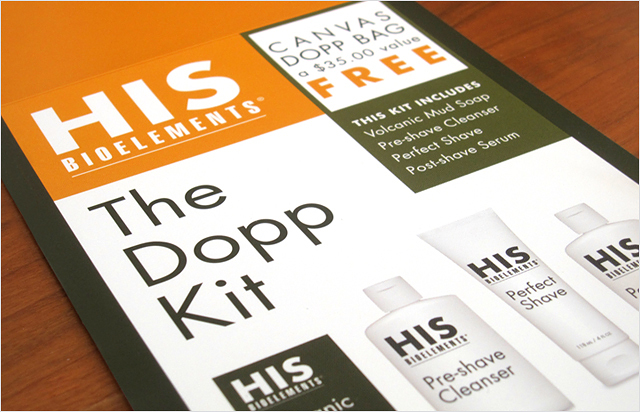 HIS
BIOELEMENTS®
CANVAS
DOPP BAG
a $35.00 value
FREE
THIS KIT INCLUDES
Volcanic Mud Soap
Pre-shave Cleanser
Perfect Shave
Post-shave Serum
The
Dopp
Kit
HIS
BIOELEMENTS
HIS
BIOELEMENTS
Pre-shave
Cleanser
HIS
BIOELEMENTS
Perfect
Shave
HIS
BIOELEMENTS